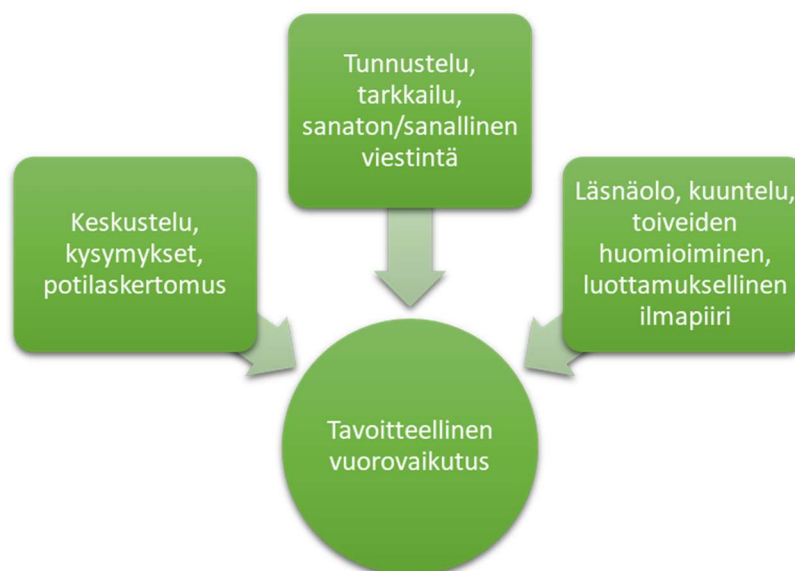 Tunnustelu,
tarkkailu,
sanaton/sanallinen
viestintä
Keskustelu,
kysymykset,
potilaskertomus
Läsnäolo, kuuntelu,
toiveiden
huomioiminen,
luottamuksellinen
ilmapiiri
Tavoitteellinen
vuorovaikutus